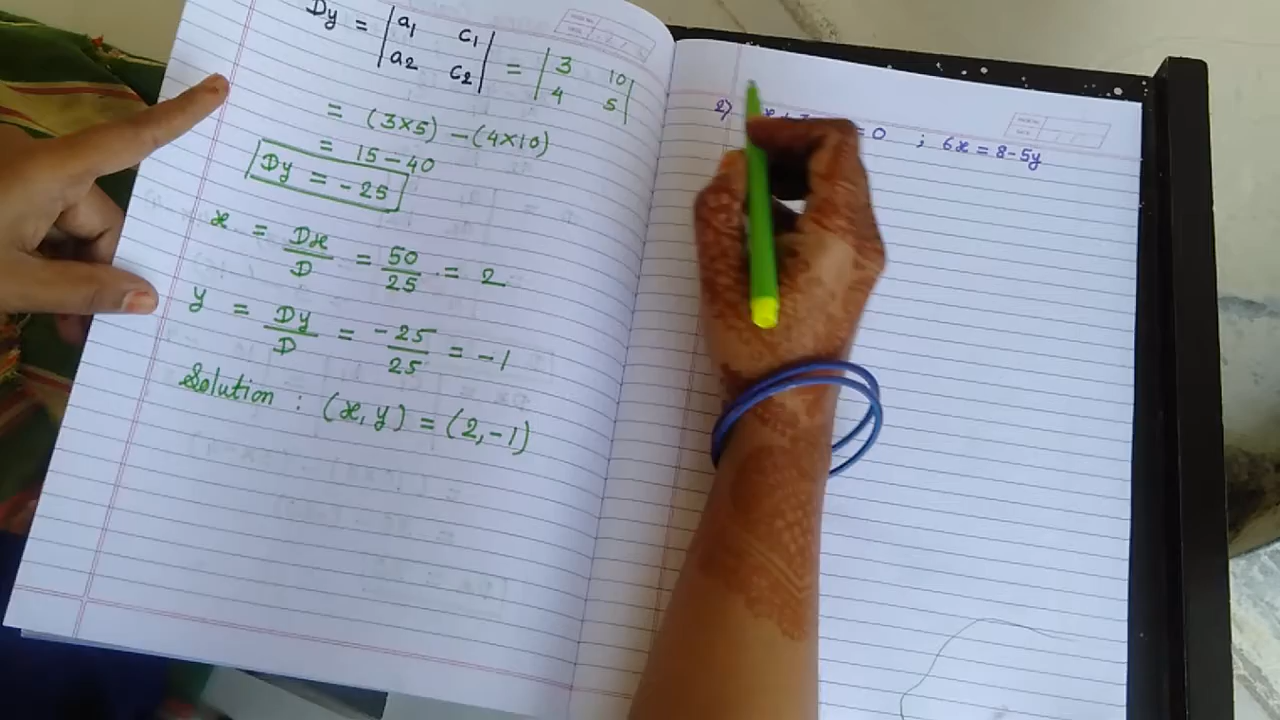 Dy = | a1 c1 | = | 3 10 |
| a2 c2 | | 4 5 |
= (3×5) - (4×10)
= 15 - 40
Dy = -25
x = Dx/D = 50/25 = 2
y = Dy/D = -25/25 = -1
Solution : (x, y) = (2, -1)
2) x + = 0 ; 6x = 8 - 5y